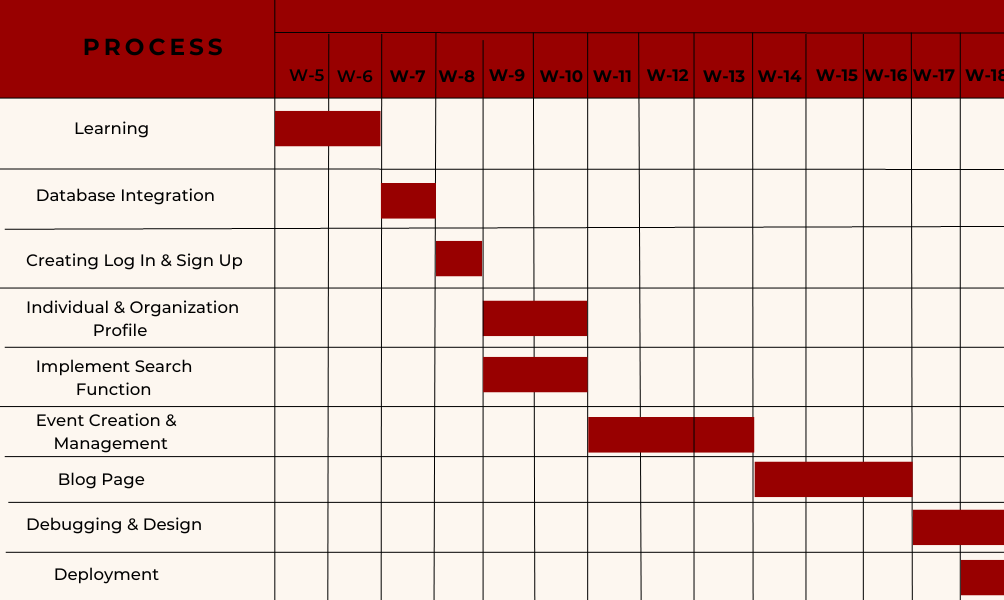 PROCESS
W-5 W-6 W-7 W-8 W-9 W-10 W-11 W-12 W-13 W-14 W-15 W-16 W-17 W-18
Learning
Database Integration
Creating Log In & Sign Up
Individual & Organization
Profile
Implement Search
Function
Event Creation &
Management
Blog Page
Debugging & Design
Deployment